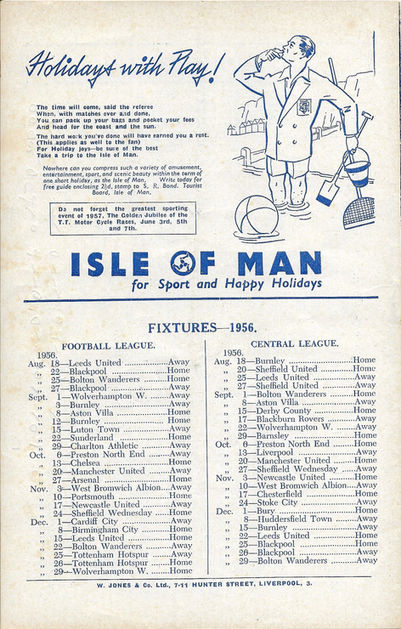 Holidays with Play!
The time will come, said the referee
When, with matches over and done,
You can pack up your bags and pocket your fees
And head for the coast and the sun.
The hard work you've done will have earned you a rest.
(This applies as well to the fan)
For Holiday joys—be sure of the best
Take a trip to the Isle of Man.
Nowhere can you compress such a variety of amusement,
entertainment, sport, and scenic beauty within the term of
one short holiday, as the Isle of Man. Write today for
free guide enclosing 2½d. stamp to S. R. Bond. Tourist
Board, Isle of Man.
Do not forget the greatest sporting
event of 1957, The Golden Jubilee of the
T.T. Motor Cycle Races, June 3rd, 5th
and 7th.
ISLE OF MAN
for Sport and Happy Holidays
FIXTURES—1956.
FOOTBALL LEAGUE.
1956.
Aug. 18—Leeds United Away
,, 22—Blackpool Home
,, 25—Bolton Wanderers Home
,, 27—Blackpool Away
Sept. 1—Wolverhampton W. Away
,, 3—Burnley Away
,, 8—Aston Villa Home
,, 12—Burnley Home
,, 15—Luton Town Away
,, 22—Sunderland Home
,, 29—Charlton Athletic Away
Oct. 6—Preston North End Away
,, 13—Chelsea Home
,, 20—Manchester United Away
,, 27—Arsenal Home
Nov. 3—West Bromwich Albion Away
,, 10—Portsmouth Home
,, 17—Newcastle United Away
,, 24—Sheffield Wednesday Home
Dec. 1—Cardiff City Away
,, 8—Birmingham City Home
,, 15—Leeds United Home
,, 22—Bolton Wanderers Away
,, 25—Tottenham Hotspur Away
,, 26—Tottenham Hotspur Home
,, 29—Wolverhampton W. Home
CENTRAL LEAGUE.
1956.
Aug. 18—Burnley Home
,, 20—Sheffield United Home
,, 25—Leeds United Away
,, 27—Sheffield United Away
Sept. 1—Bolton Wanderers Home
,, 8—Aston Villa Away
,, 15—Derby County Home
,, 17—Blackburn Rovers Away
,, 22—Wolverhampton W. Away
,, 29—Barnsley Home
Oct. 6—Preston North End Home
,, 13—Liverpool Away
,, 20—Manchester United Home
,, 27—Sheffield Wednesday Away
Nov. 3—Newcastle United Home
,, 10—West Bromwich Albion Away
,, 17—Chesterfield Home
,, 24—Stoke City Away
Dec. 1—Bury Home
,, 8—Huddersfield Town Away
,, 15—Burnley Away
,, 22—Leeds United Home
,, 25—Blackpool Home
,, 26—Blackpool Away
,, 29—Bolton Wanderers Away
W. JONES & Co. Ltd., 7-11 HUNTER STREET, LIVERPOOL, 3.